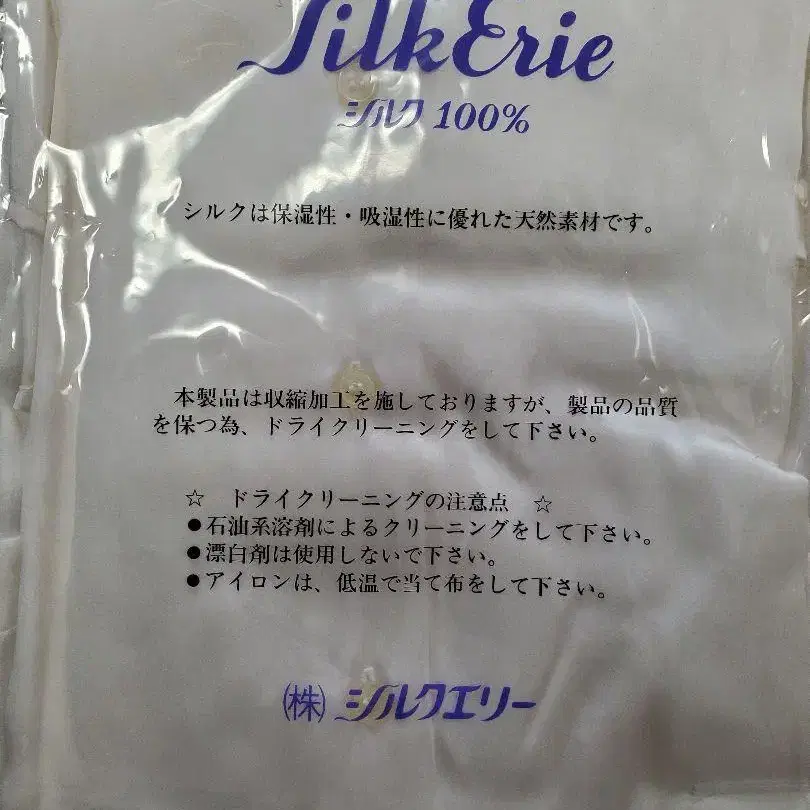 SilkErie
シルク 100%
シルクは保湿性・吸湿性に優れた天然素材です。
本製品は収縮加工を施しておりますが、製品の品質
を保つ為、ドライクリーニングをして下さい。
☆ ドライクリーニングの注意点 ☆
●石油系溶剤によるクリーニングをして下さい。
●漂白剤は使用しないで下さい。
●アイロンは、低温で当て布をして下さい。
㈱ シルクエリー